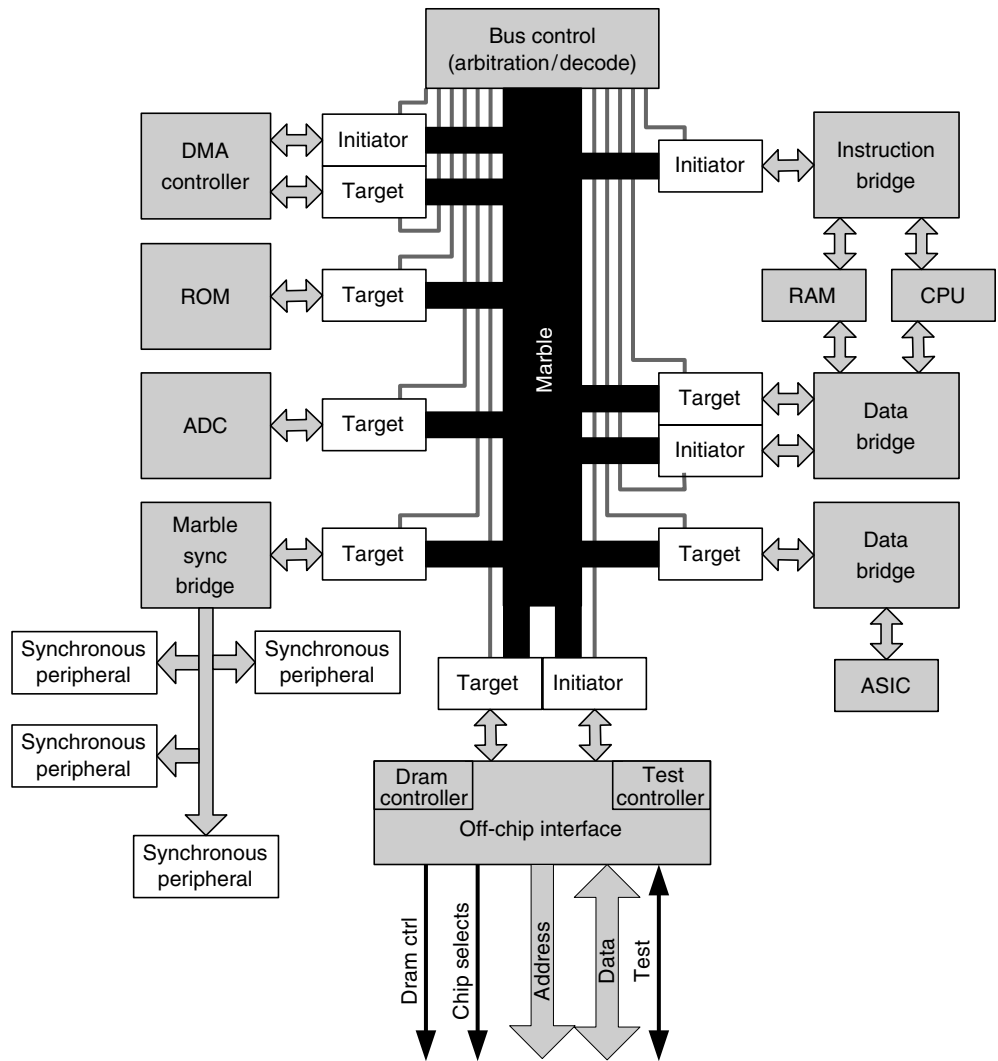 Bus control
(arbitration/decode)
DMA
controller
Initiator
Target
Initiator
Instruction
bridge
ROM
Target
RAM
CPU
Marble
ADC
Target
Target
Initiator
Data
bridge
Marble
sync
bridge
Target
Target
Data
bridge
Synchronous
peripheral
Synchronous
peripheral
Target
Initiator
ASIC
Synchronous
peripheral
Dram
controller
Test
controller
Off-chip interface
Synchronous
peripheral
Dram ctrl
Chip selects
Address
Data
Test